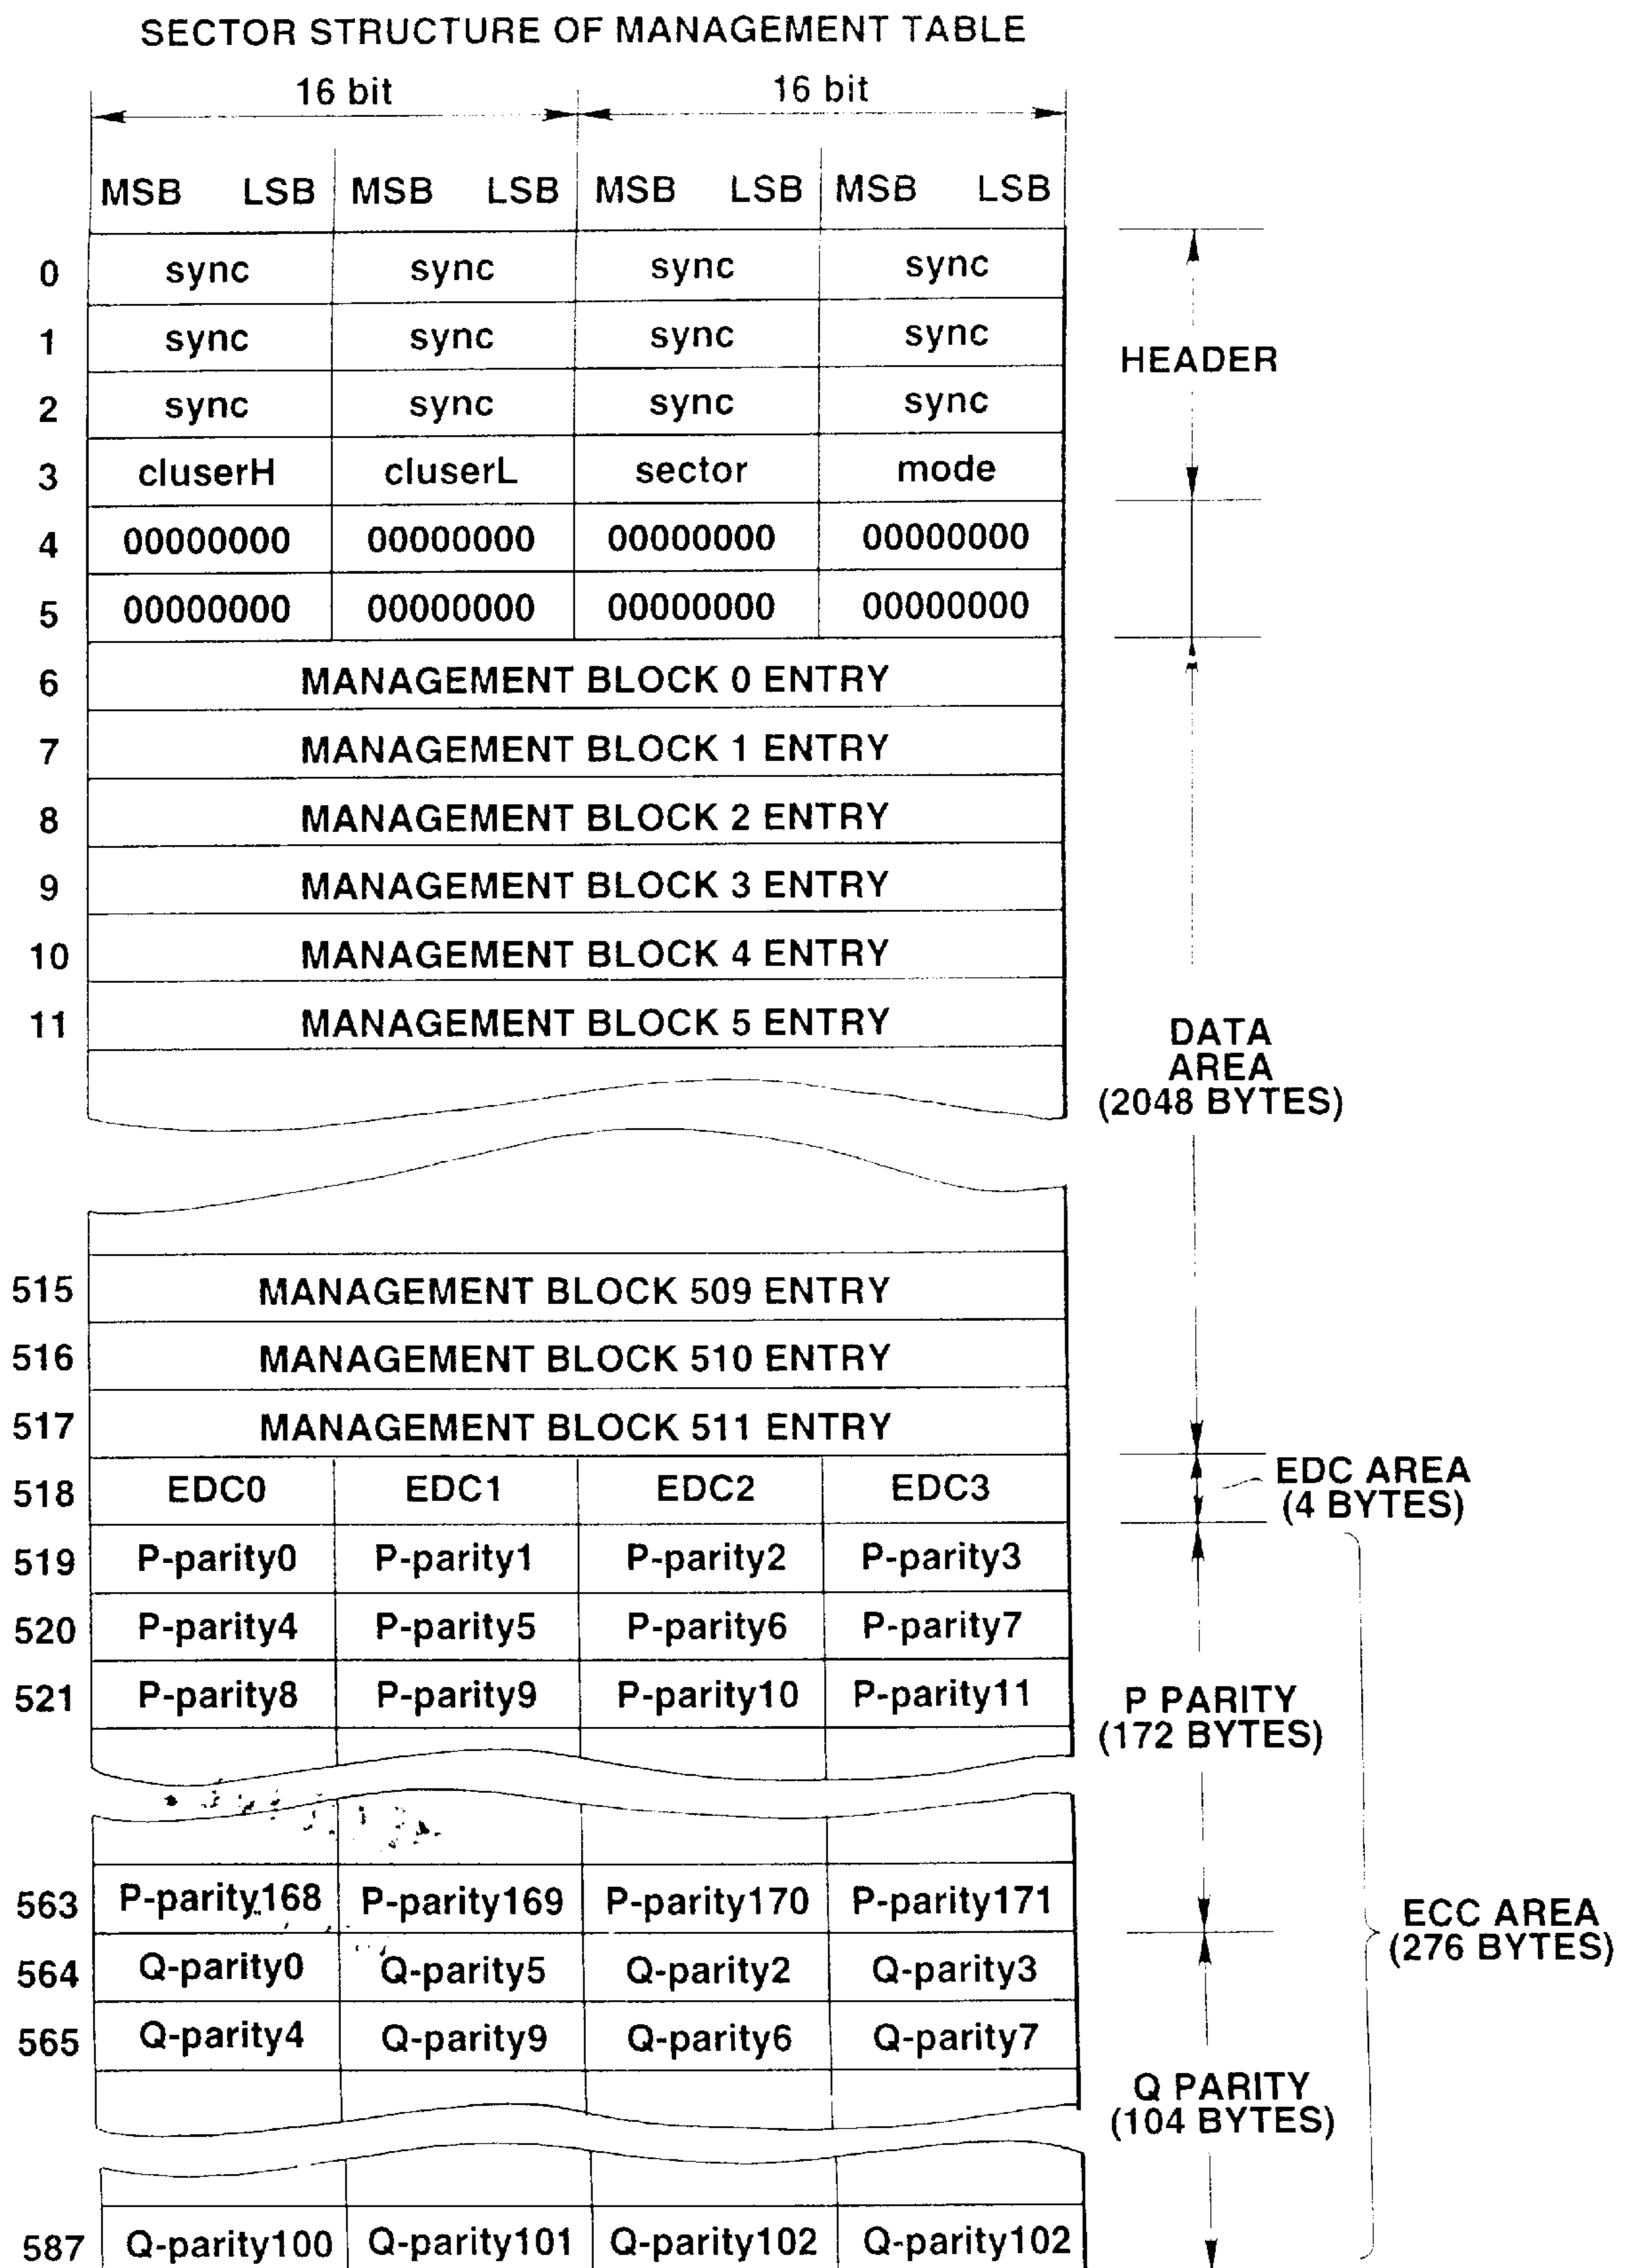 SECTOR STRUCTURE OF MANAGEMENT TABLE
16 bit 16 bit
MSB LSB MSB LSB MSB LSB MSB LSB
0 sync sync sync sync
1 sync sync sync sync
HEADER
2 sync sync sync sync
3 cluserH cluserL sector mode
4 00000000 00000000 00000000 00000000
5 00000000 00000000 00000000 00000000
6 MANAGEMENT BLOCK 0 ENTRY
7 MANAGEMENT BLOCK 1 ENTRY
8 MANAGEMENT BLOCK 2 ENTRY
9 MANAGEMENT BLOCK 3 ENTRY
10 MANAGEMENT BLOCK 4 ENTRY
11 MANAGEMENT BLOCK 5 ENTRY
DATA
AREA
(2048 BYTES)
515 MANAGEMENT BLOCK 509 ENTRY
516 MANAGEMENT BLOCK 510 ENTRY
517 MANAGEMENT BLOCK 511 ENTRY
518 EDC0 EDC1 EDC2 EDC3
EDC AREA
(4 BYTES)
519 P-parity0 P-parity1 P-parity2 P-parity3
520 P-parity4 P-parity5 P-parity6 P-parity7
521 P-parity8 P-parity9 P-parity10 P-parity11
P PARITY
(172 BYTES)
563 P-parity168 P-parity169 P-parity170 P-parity171
ECC AREA
(276 BYTES)
564 Q-parity0 Q-parity5 Q-parity2 Q-parity3
565 Q-parity4 Q-parity9 Q-parity6 Q-parity7
Q PARITY
(104 BYTES)
587 Q-parity100 Q-parity101 Q-parity102 Q-parity102